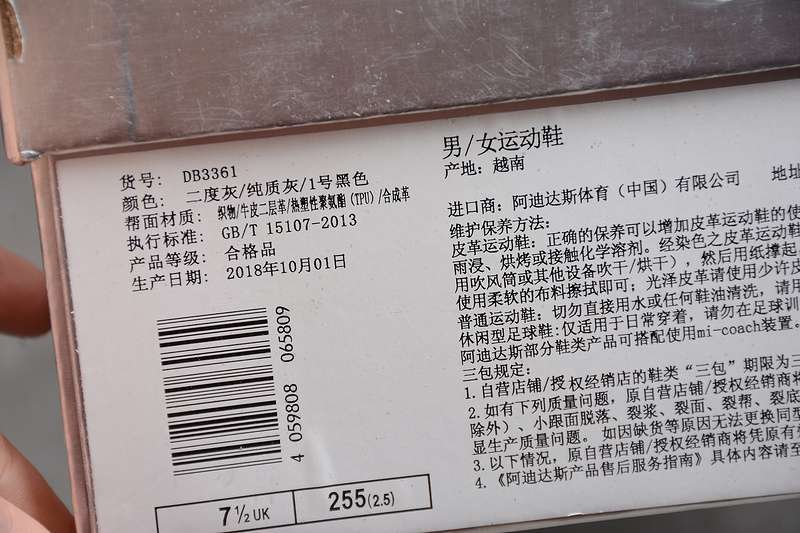 货号: DB3361
颜色: 二度灰/纯质灰/1号黑色
帮面材质: 织物/牛皮二层革/热塑性聚氨酯(TPU)/合成革
执行标准: GB/T 15107-2013
产品等级: 合格品
生产日期: 2018年10月01日
4 059808 065809
7½ UK 255(2.5)
男/女运动鞋
产地: 越南
进口商: 阿迪达斯体育（中国）有限公司 地址
维护保养方法:
皮革运动鞋: 正确的保养可以增加皮革运动鞋的使
雨浸、烘烤或接触化学溶剂。经染色之皮革运动鞋
用吹风筒或其他设备吹干/烘干），然后用纸撑起
使用柔软的布料擦拭即可；光泽皮革请使用少许皮
普通运动鞋: 切勿直接用水或任何鞋油清洗，请用
休闲型足球鞋:仅适用于日常穿着，请勿在足球训
阿迪达斯部分鞋类产品可搭配使用mi-coach装置。
三包规定:
1.自营店铺/授权经销店的鞋类“三包”期限为三
2.如有下列质量问题，原自营店铺/授权经销商将
除外）、小跟面脱落、裂浆、裂面、裂帮、裂底
显生产质量问题。如因缺货等原因无法更换同型
3.以下情况，原自营店铺/授权经销商将凭原有
4.《阿迪达斯产品售后服务指南》具体内容请至